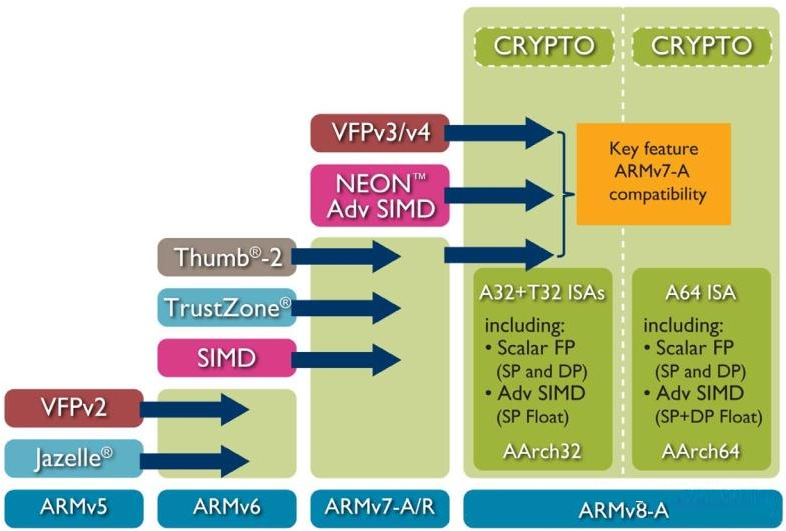 CRYPTO
CRYPTO
VFPv3/v4
Key feature
ARMv7-A
compatibility
NEON™
Adv SIMD
Thumb®-2
TrustZone®
SIMD
A32+T32 ISAs
including:
• Scalar FP
(SP and DP)
• Adv SIMD
(SP Float)
AArch32
A64 ISA
including:
• Scalar FP
(SP and DP)
• Adv SIMD
(SP+DP Float)
AArch64
VFPv2
Jazelle®
ARMv5
ARMv6
ARMv7-A/R
ARMv8-A